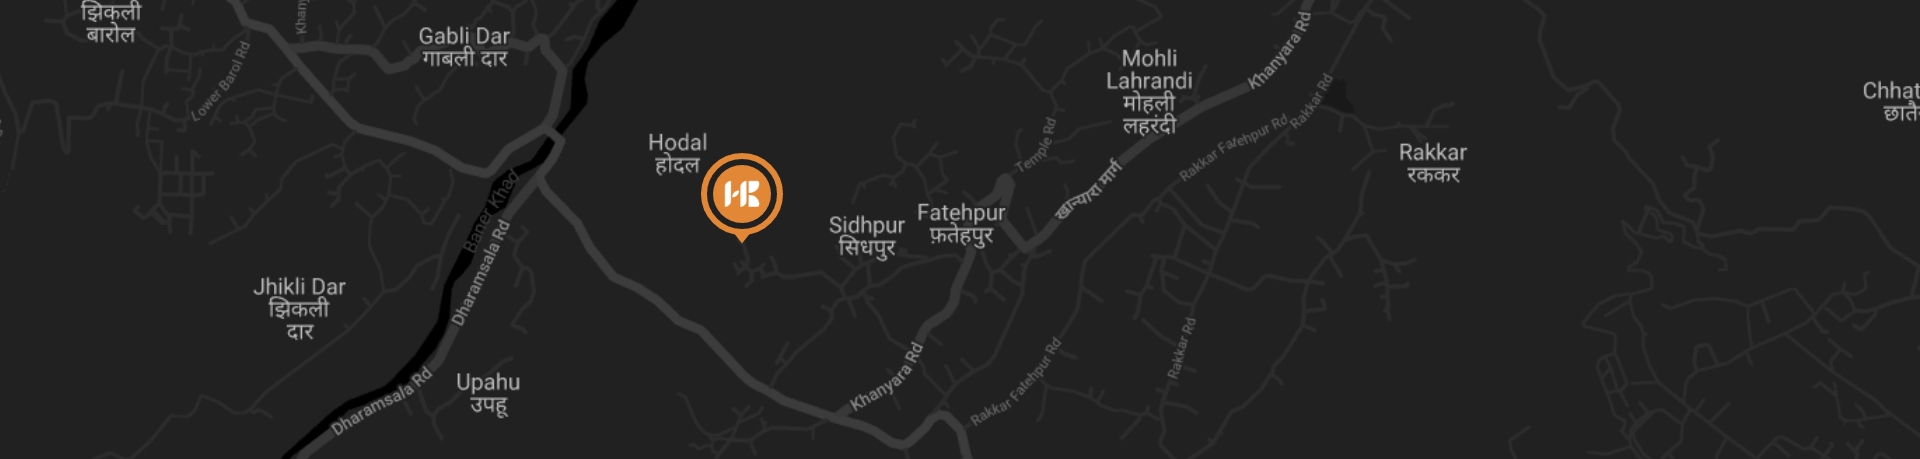 झिकली
बारोल
Khany
Gabli Dar
गाबली दार
Lower Barol Rd
Mohli
Lahrandi
मोहली
लहरंदी
Khanyara Rd
Rakkar Rd
Chhat
छातै
Hodal
होदल
HR
Temple Rd
Rakkar Fatehpur Rd
Rakkar
रककर
खान्यारा मार्ग
Baner Khad
Dharamsala Rd
Sidhpur
सिधपुर
Fatehpur
फ़तेहपुर
Jhikli Dar
झिकली
दार
Rakkar Rd
Khanyara Rd
Rakkar Fatehpur Rd
Upahu
उपहू
Dharamsala Rd